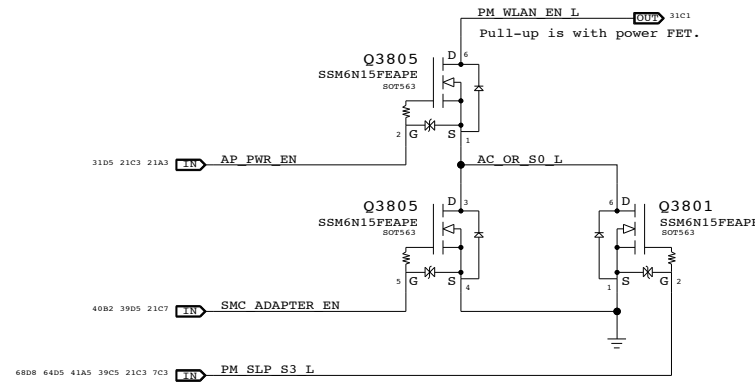 PM_WLAN_EN_L OUT 31C1
Pull-up is with power FET.
D 6
Q3805
SSM6N15FEAPE
SOT563
2 G S 1
31D5 21C3 21A3 IN AP_PWR_EN
AC_OR_S0_L
Q3805
SSM6N15FEAPE
SOT563
D 3
6 D
Q3801
SSM6N15FEAPE
SOT563
5 G S 4
1 S G 2
40B2 39D5 21C7 IN SMC_ADAPTER_EN
68D8 64D5 41A5 39C5 21C3 7C3 IN PM_SLP_S3_L